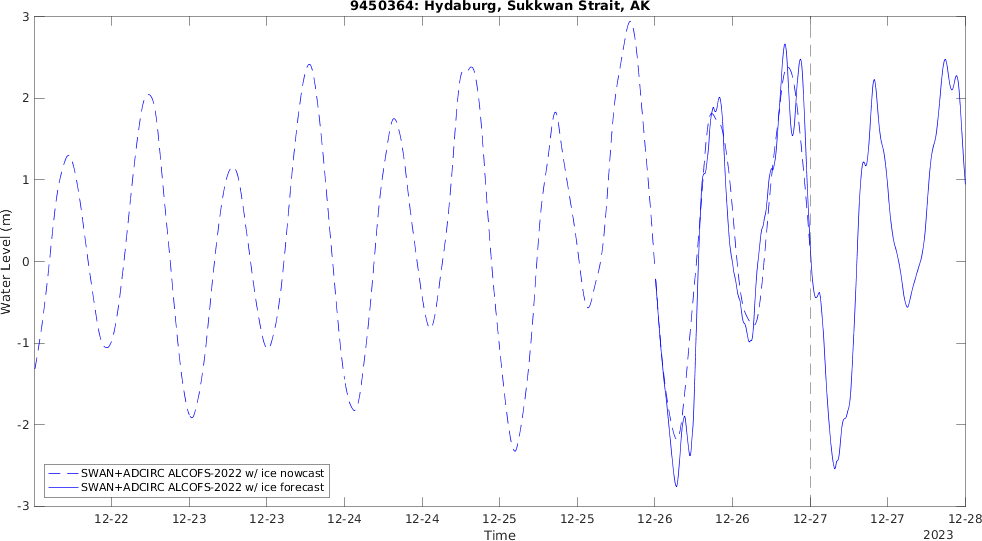 9450364: Hydaburg, Sukkwan Strait, AK
3
2
1
0
-1
-2
-3
Water Level (m)
SWAN+ADCIRC ALCOFS-2022 w/ ice nowcast
SWAN+ADCIRC ALCOFS-2022 w/ ice forecast
12-22 12-23 12-23 12-24 12-24 12-25 12-25 12-26 12-26 12-27 12-27 12-28
Time
2023